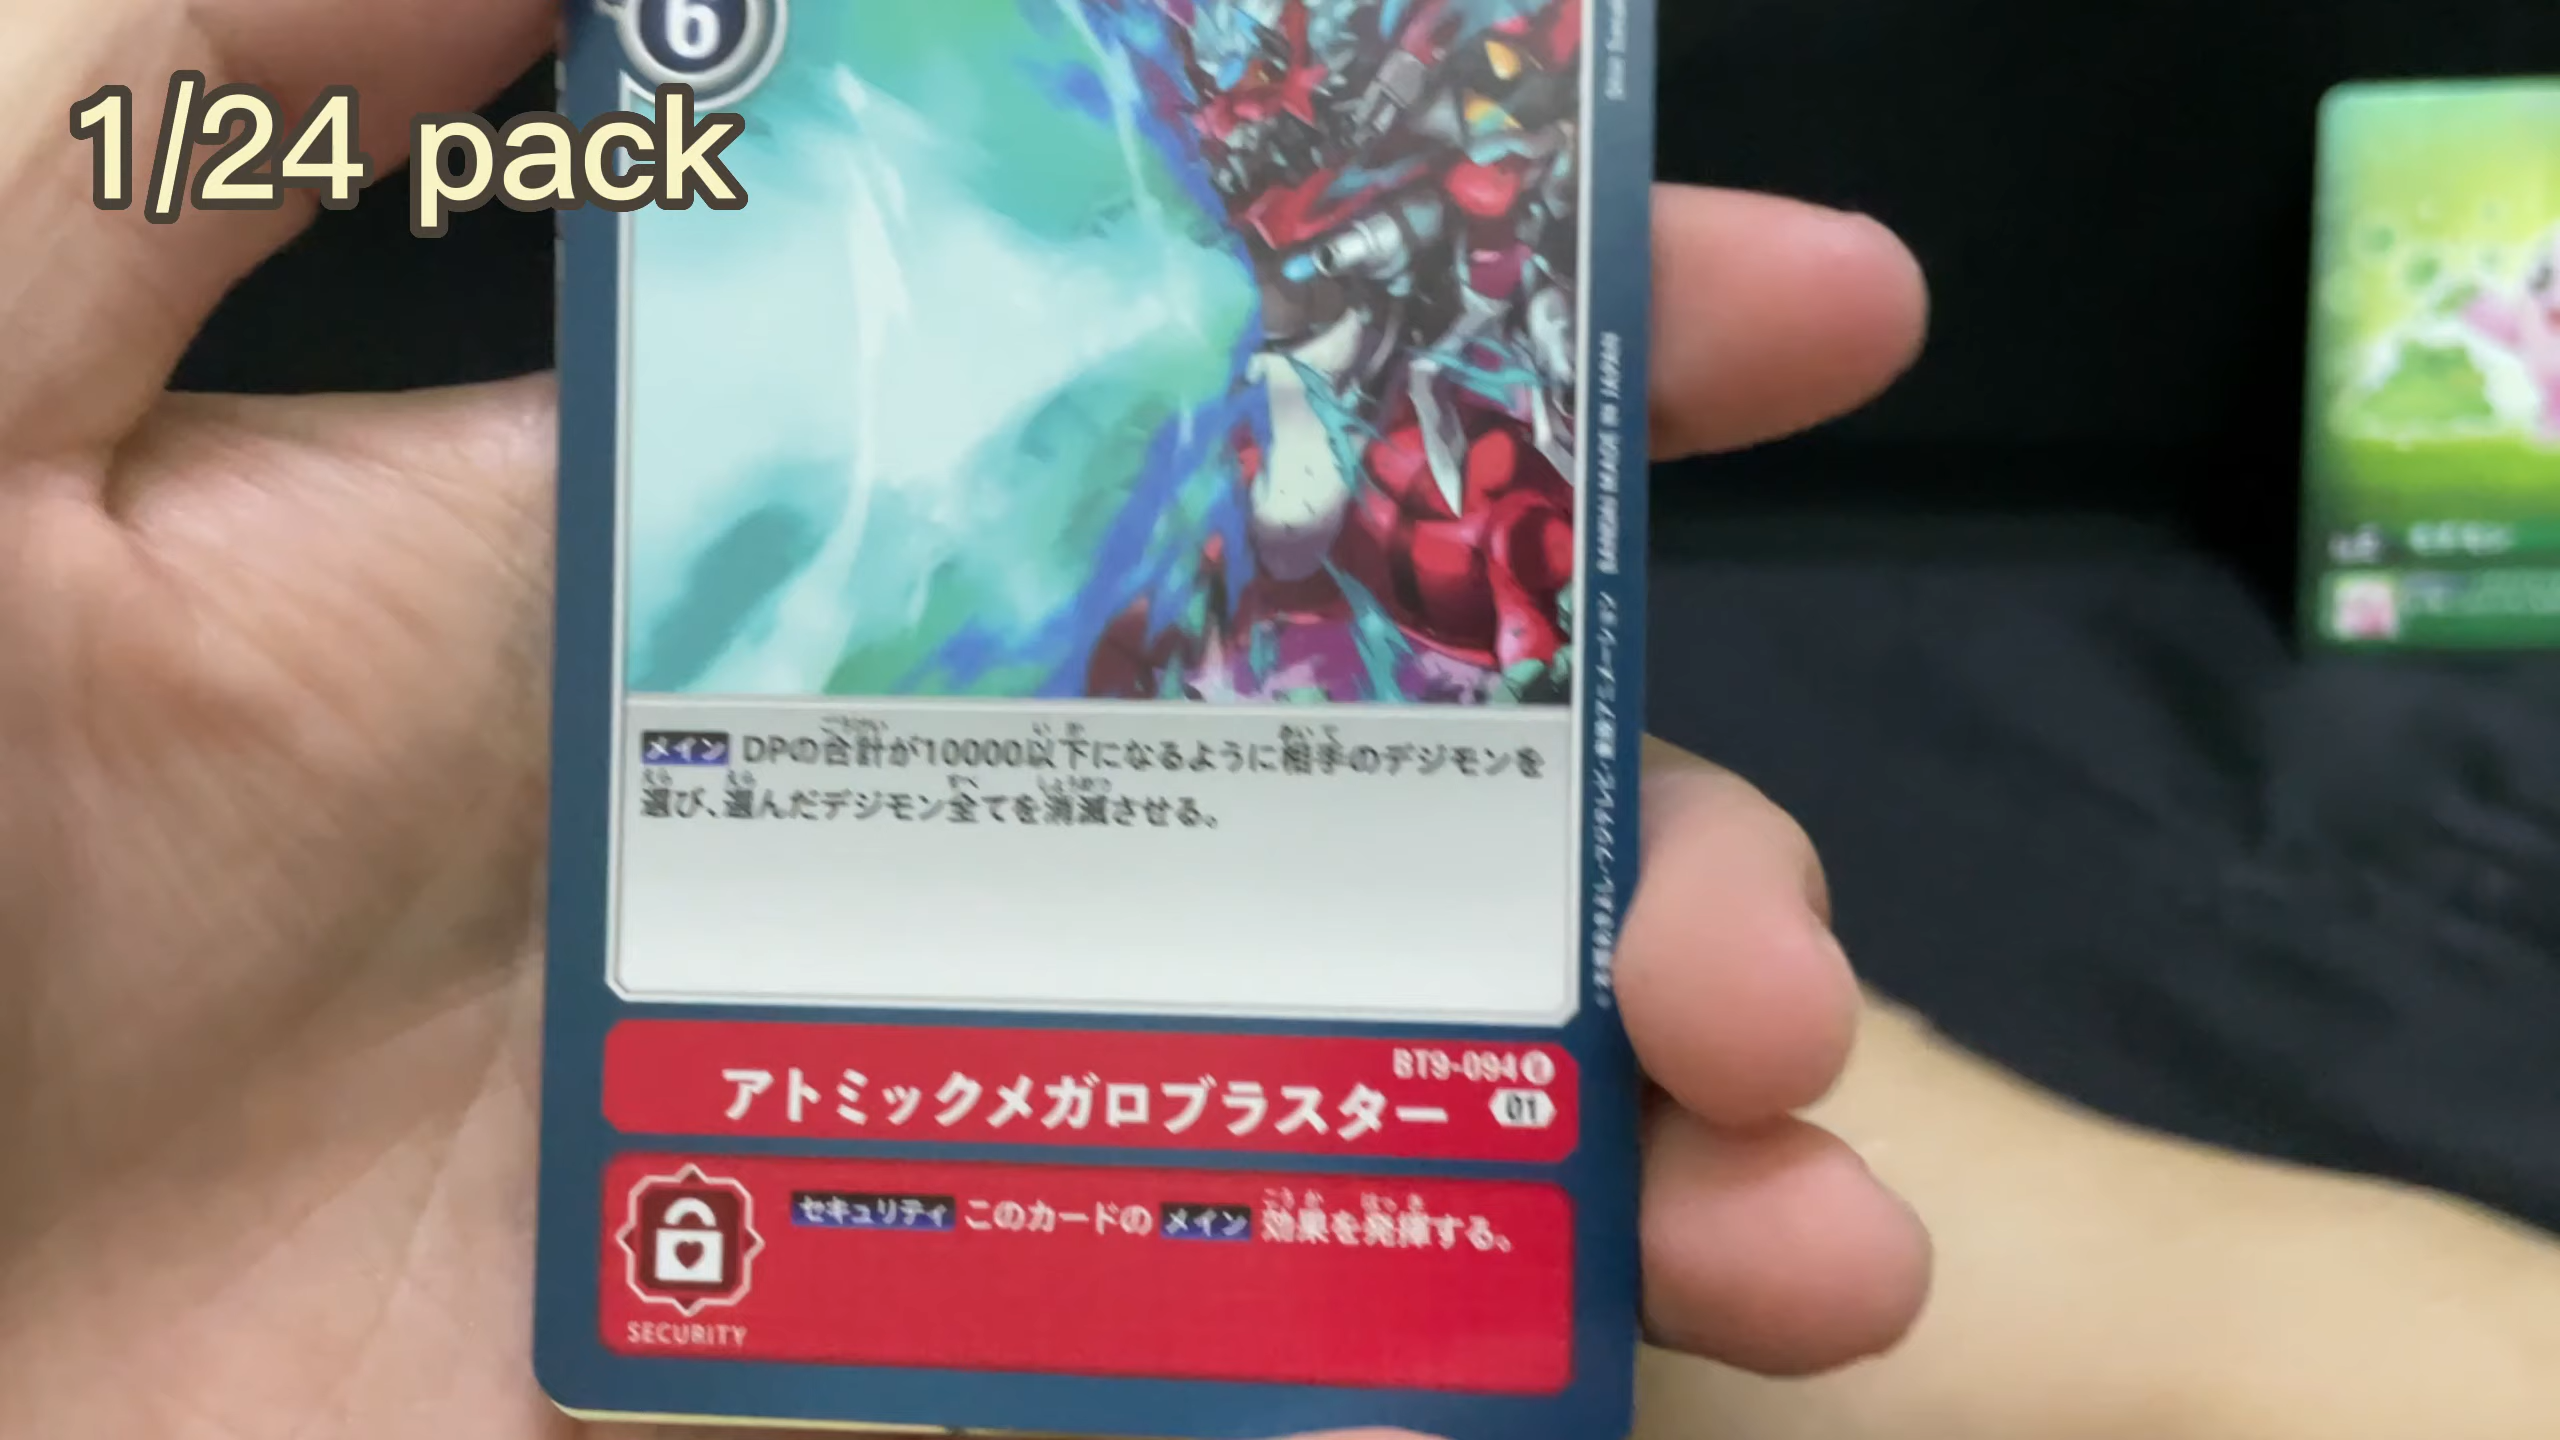 6
1/24 pack
BANDAI MADE IN JAPAN
メイン DPの合計が10000以下になるように相手のデジモンを
選び、選んだデジモン全てを消滅させる。
BT9-094
アトミックメガロブラスター 01
セキュリティ このカードの メイン 効果を発揮する。
SECURITY